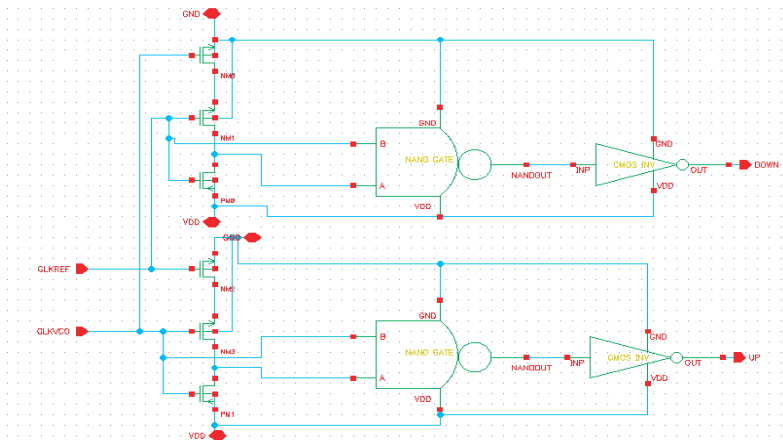 GND
NM0
GND
B
NM1
NAND GATE
GND
CMOS INV
OUT
DOWN
NANDOUT
INP
A
VDD
PM0
VDD
VDD
CLKREF
NM2
GND
CLKVCO
B
GND
NM3
NAND GATE
CMOS INV
OUT
UP
NANDOUT
INP
A
VDD
VDD
PM1
VDD